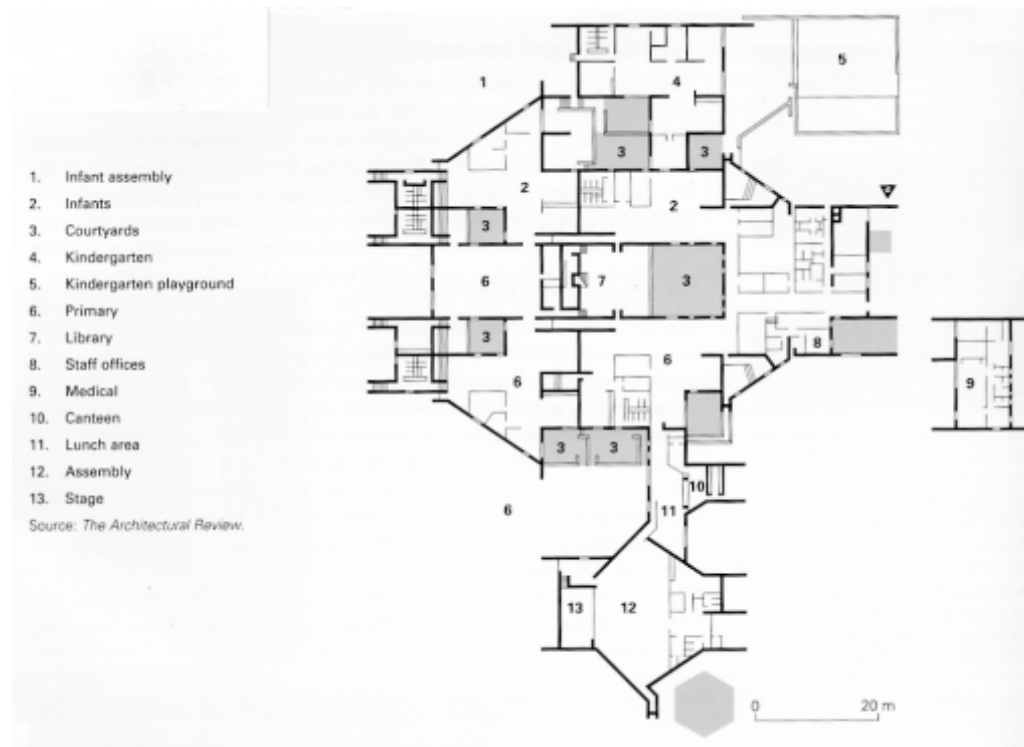 1. Infant assembly
2. Infants
3. Courtyards
4. Kindergarten
5. Kindergarten playground
6. Primary
7. Library
8. Staff offices
9. Medical
10. Canteen
11. Lunch area
12. Assembly
13. Stage
Source: The Architectural Review.
1
4
5
3
3
2
2
3
6
7
3
3
8
6
9
6
3
3
10
6
11
13
12
0
20 m